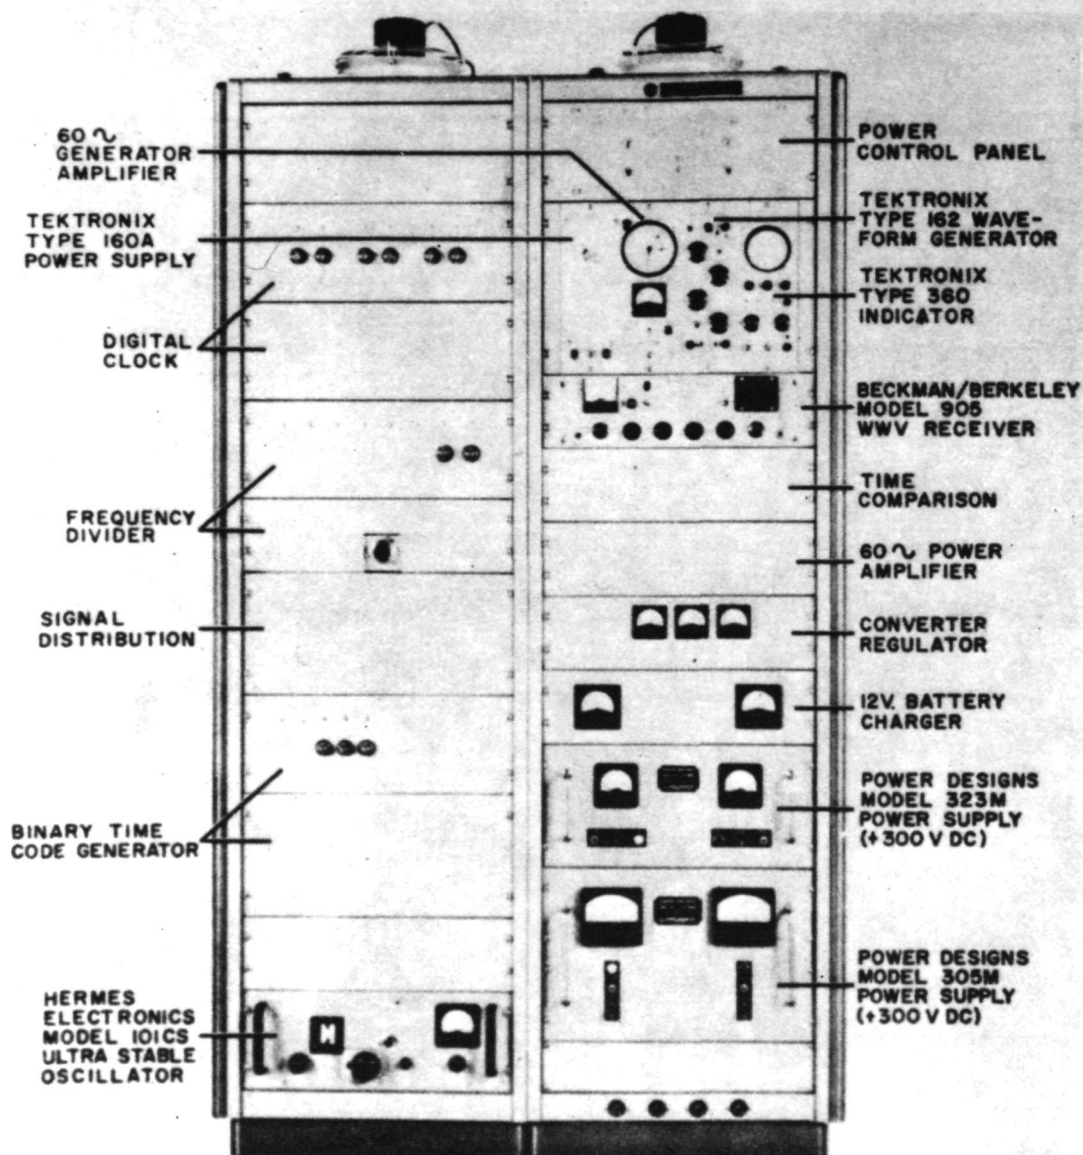 60 ∿
GENERATOR
AMPLIFIER
TEKTRONIX
TYPE 160A
POWER SUPPLY
DIGITAL
CLOCK
FREQUENCY
DIVIDER
SIGNAL
DISTRIBUTION
BINARY TIME
CODE GENERATOR
HERMES
ELECTRONICS
MODEL 101CS
ULTRA STABLE
OSCILLATOR
POWER
CONTROL PANEL
TEKTRONIX
TYPE 162 WAVE-
FORM GENERATOR
TEKTRONIX
TYPE 360
INDICATOR
BECKMAN/BERKELEY
MODEL 905
WWV RECEIVER
TIME
COMPARISON
60 ∿ POWER
AMPLIFIER
CONVERTER
REGULATOR
12V. BATTERY
CHARGER
POWER DESIGNS
MODEL 323M
POWER SUPPLY
(+300 V DC)
POWER DESIGNS
MODEL 305M
POWER SUPPLY
(+300 V DC)